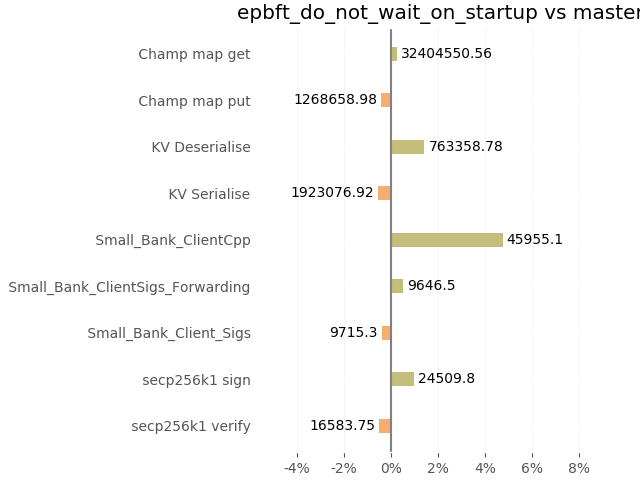 epbft_do_not_wait_on_startup vs master
Champ map get 32404550.56
Champ map put 1268658.98
KV Deserialise 763358.78
KV Serialise 1923076.92
Small_Bank_ClientCpp 45955.1
Small_Bank_ClientSigs_Forwarding 9646.5
Small_Bank_Client_Sigs 9715.3
secp256k1 sign 24509.8
secp256k1 verify 16583.75
-4% -2% 0% 2% 4% 6% 8%